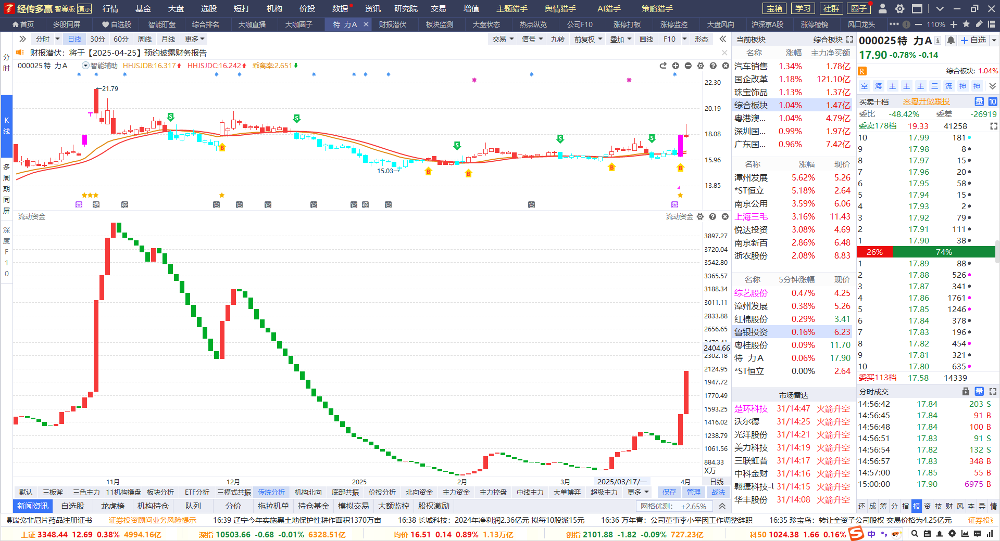 经传多赢 智尊版 演示 行情 基金 大盘 选股 短打 机构 价投 数据 资讯 研究院 交易 增值 主题猎手 舆情猎手 AI猎手 策略猎手 宝箱 学习 社群 圈子
首页 多股同屏 自选股 智能盯盘 综合排名 大咖直播 大咖圈子 特 力A 财报潜伏 板块监测 大盘状态 热点纵览 公司F10 涨停打板 涨停监控 大盘风向 沪深京A股 涨停棱镜 风口龙头 110%
分时 日线 30分 60分 周线 月线 更多 交易 信号 九转 前复权 叠加 画线 F10 形态
财报潜伏：将于【2025-04-25】预约披露财务报告
000025特 力A 智能辅助 HHJSJDB:16.317 HHJSJDC:16.242 乖离率:2.651
分时
K线
多周期同屏
深度F10
21.79
15.03
22.30
20.19
18.08
15.96
13.85
S S S S S
B B B B B B
流动资金 流动资金
3897.27
3720.04
3542.80
3365.57
3188.34
3011.11
2833.88
2656.65
2479.41
2404.66
2302.18
2124.95
1947.72
1770.49
1593.25
1416.02
1238.79
1061.56
884.33
X万
11月 12月 2025 2月 3月 2025/03/17/一 4月 日线
默认 三板斧 三色主力 11机构操盘 板块分析 ETF分析 三模式共振 传统分析 机构北向 底部共振 价投分析 北向资金 主力资金 主力控盘 中线主力 大单博弈 超级主力 更多 保存 管理 战法
新闻资讯 自选股 龙虎榜 机构持仓 队列 分价 拖拉机单 持仓基金 模拟交易 大额监控 股权激励 网格优测： +2.65%
当前板块 综合板块
名称 涨幅 主力净买额
汽车销售 1.34% 1.78亿
国企改革 1.18% 121.10亿
珠宝饰品 1.13% 1.37亿
综合板块 1.04% 1.47亿
粤港澳... 1.04% 4.79亿
深圳国... 0.99% 1.97亿
广东国... 0.96% 7.42亿
名称 涨幅 现价
漳州发展 5.62% 5.26
*ST恒立 5.18% 2.64
南京公用 3.59% 6.06
上海三毛 3.16% 11.43
悦达投资 3.08% 4.69
南京新百 2.86% 6.48
浙农股份 2.08% 8.83
名称 5分钟涨幅 现价
综艺股份 0.47% 4.25
漳州发展 0.38% 5.26
红棉股份 0.29% 3.41
鲁银投资 0.16% 6.23
粤桂股份 0.09% 11.70
特 力A 0.06% 17.90
*ST恒立 0.00% 2.64
市场雷达
楚环科技 31/14:47 火箭升空
沃尔德 31/14:25 火箭升空
光洋股份 31/14:21 火箭升空
美力科技 31/14:19 火箭升空
三联虹普 31/14:17 火箭升空
中科金财 31/14:16 火箭升空
翱捷科技-U 31/14:15 火箭升空
华丰股份 31/14:08 火箭升空
000025特 力A 自选
17.90 -0.78% -0.14
R 综合板块: 1.04%
空 海 主 主 主 三 流 神 神
买卖十档 来粤开做跟投 量 10
委比 -48.42% 委差 -26919
委卖178档 19.33 41258
10 17.99 181
9 17.98 8
8 17.97 15
7 17.96 20
6 17.95 58
5 17.94 15
4 17.93 2
3 17.92 79
2 17.91 111
1 17.90 38
26% 74%
1 17.89 88
2 17.88 526
3 17.87 341
4 17.86 1761
5 17.85 1246
6 17.84 378
7 17.83 196
8 17.82 454
9 17.81 321
10 17.80 635
委买113档 17.58 14339
分时成交 量
14:56:42 17.84 203 S
14:56:45 17.84 91 B
14:56:48 17.84 100 B
14:56:51 17.83 91 S
14:56:54 17.82 132 S
14:56:57 17.83 348 B
14:57:00 17.85 55 B
15:00:00 17.90 6975 B
还 成 筹 分 指 报 资 技 财 风 本 异 情
寻瑞戈非尼片药品注册证书 证券投资顾问业务风险提示 16:39 辽宁今年实施黑土地保护性耕作面积1370万亩 16:38 长城科技：2024年净利润2.36亿元 拟每10股派15元 16:36 万年青：公司董事李小平因工作调整辞职 16:35 珍宝岛：转让全资子公司股权 交易价格为4.25亿元 证券投资
上证 3348.44 12.69 0.38% 4994.16亿 深指 10503.66 -0.68 -0.01% 6328.51亿 均价 16.51 0.14 0.89% 1.13万亿 创指 2101.88 -1.82 -0.09% 727.23亿 科50 1024.38 1.66 0.16% 中